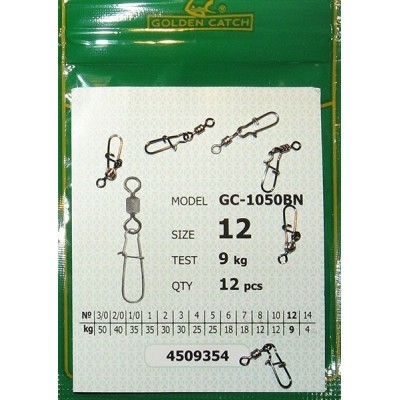 GOLDEN CATCH
MODEL GC-1050BN
SIZE 12
TEST 9 kg
QTY 12 pcs
№ 3/0 2/0 1/0 1 2 3 4 5 6 7 8 10 12 14
kg 50 40 35 35 30 30 25 25 18 18 18 12 9 4
4509354